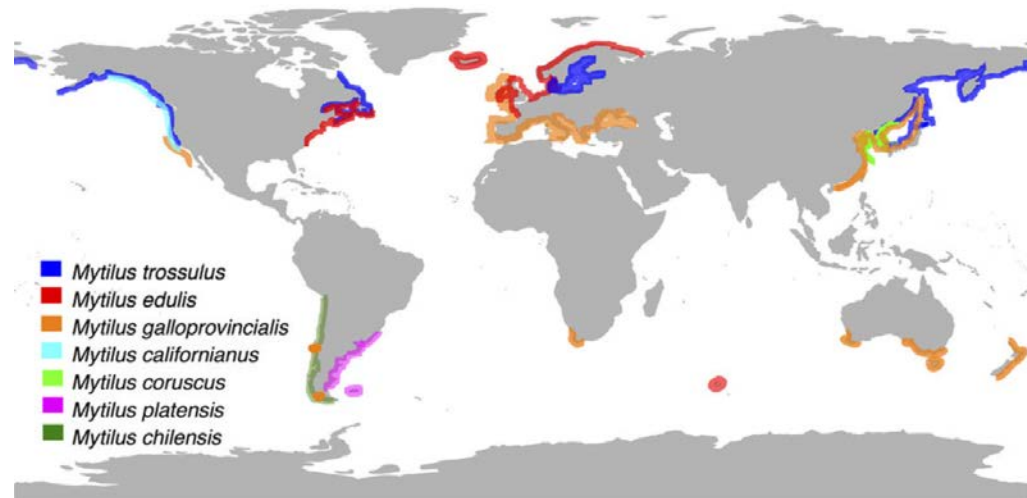 Mytilus trossulus
Mytilus edulis
Mytilus galloprovincialis
Mytilus californianus
Mytilus coruscus
Mytilus platensis
Mytilus chilensis